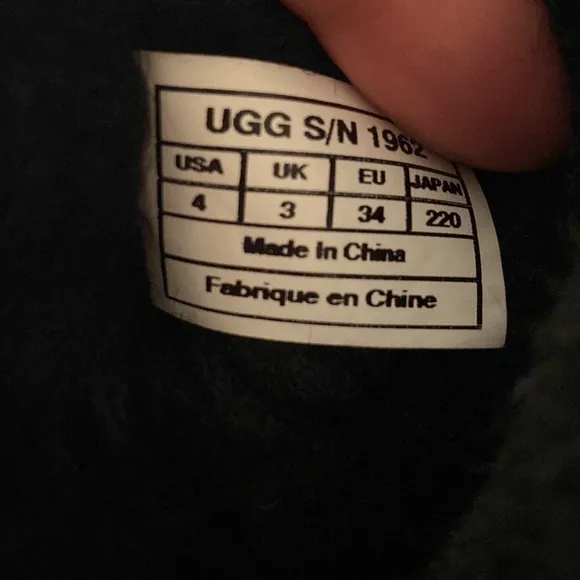 UGG S/N 1962
USA UK EU JAPAN
4 3 34 220
Made In China
Fabrique en Chine